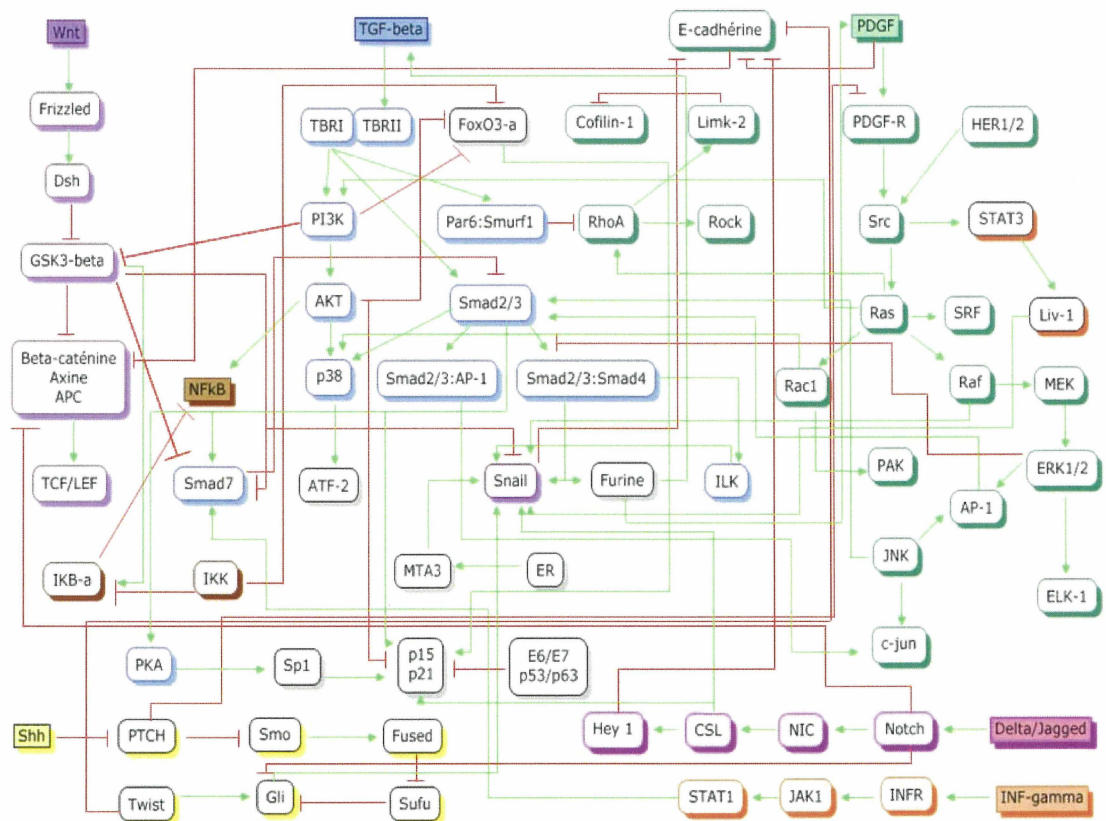 Wnt
TGF-beta
E-cadhérine
PDGF
Frizzled
TBRI
TBRII
FoxO3-a
Cofilin-1
Limk-2
PDGF-R
HER1/2
Dsh
PI3K
Par6:Smurf1
RhoA
Rock
Src
STAT3
GSK3-beta
AKT
Smad2/3
Ras
SRF
Liv-1
Beta-caténine
Axine
APC
NFkB
p38
Smad2/3:AP-1
Smad2/3:Smad4
Rac1
Raf
MEK
TCF/LEF
Smad7
ATF-2
Snail
Furine
ILK
PAK
ERK1/2
AP-1
IKB-a
IKK
MTA3
ER
JNK
ELK-1
PKA
Sp1
p15
p21
E6/E7
p53/p63
c-jun
Shh
PTCH
Smo
Fused
Hey 1
CSL
NIC
Notch
Delta/Jagged
Twist
Gli
Sufu
STAT1
JAK1
INFR
INF-gamma